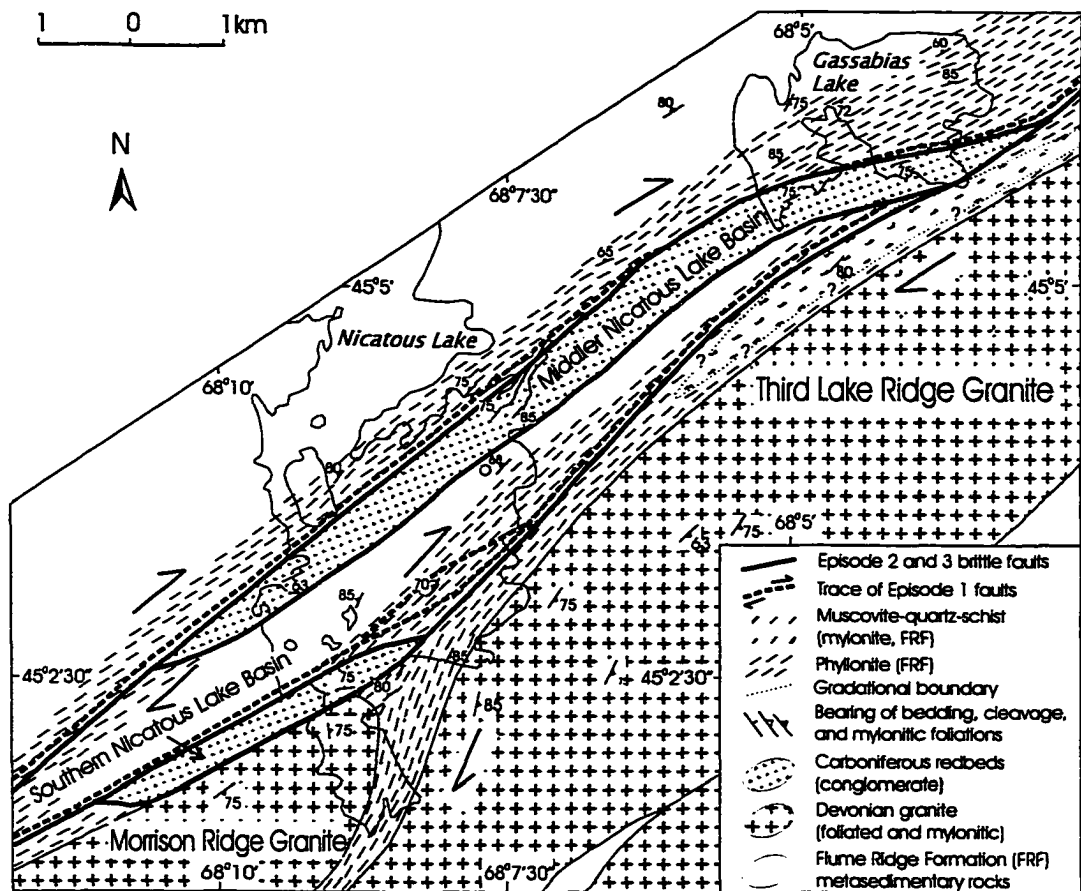 1 0 1km
N
68°5'
Gassabias
Lake
60
85
80
75
72
68°7'30"
85
75
75
65
45°5'
Nicatous Lake
Middler Nicatous Lake Basin
80
45°5'
68°10'
75
75
85
Third Lake Ridge Granite
80
63
75
68°5'
63
70
85
75
45°2'30"
Southern Nicatous Lake Basin
75
80
85
45°2'30"
85
75
75
Morrison Ridge Granite
68°10'
68°7'30"
? ? ? ?
Episode 2 and 3 brittle faults
Trace of Episode 1 faults
Muscovite-quartz-schist
(mylonite, FRF)
Phyllonite (FRF)
Gradational boundary
Bearing of bedding, cleavage,
and mylonitic foliations
Carboniferous redbeds
(conglomerate)
Devonian granite
(foliated and mylonitic)
Flume Ridge Formation (FRF)
metasedimentary rocks